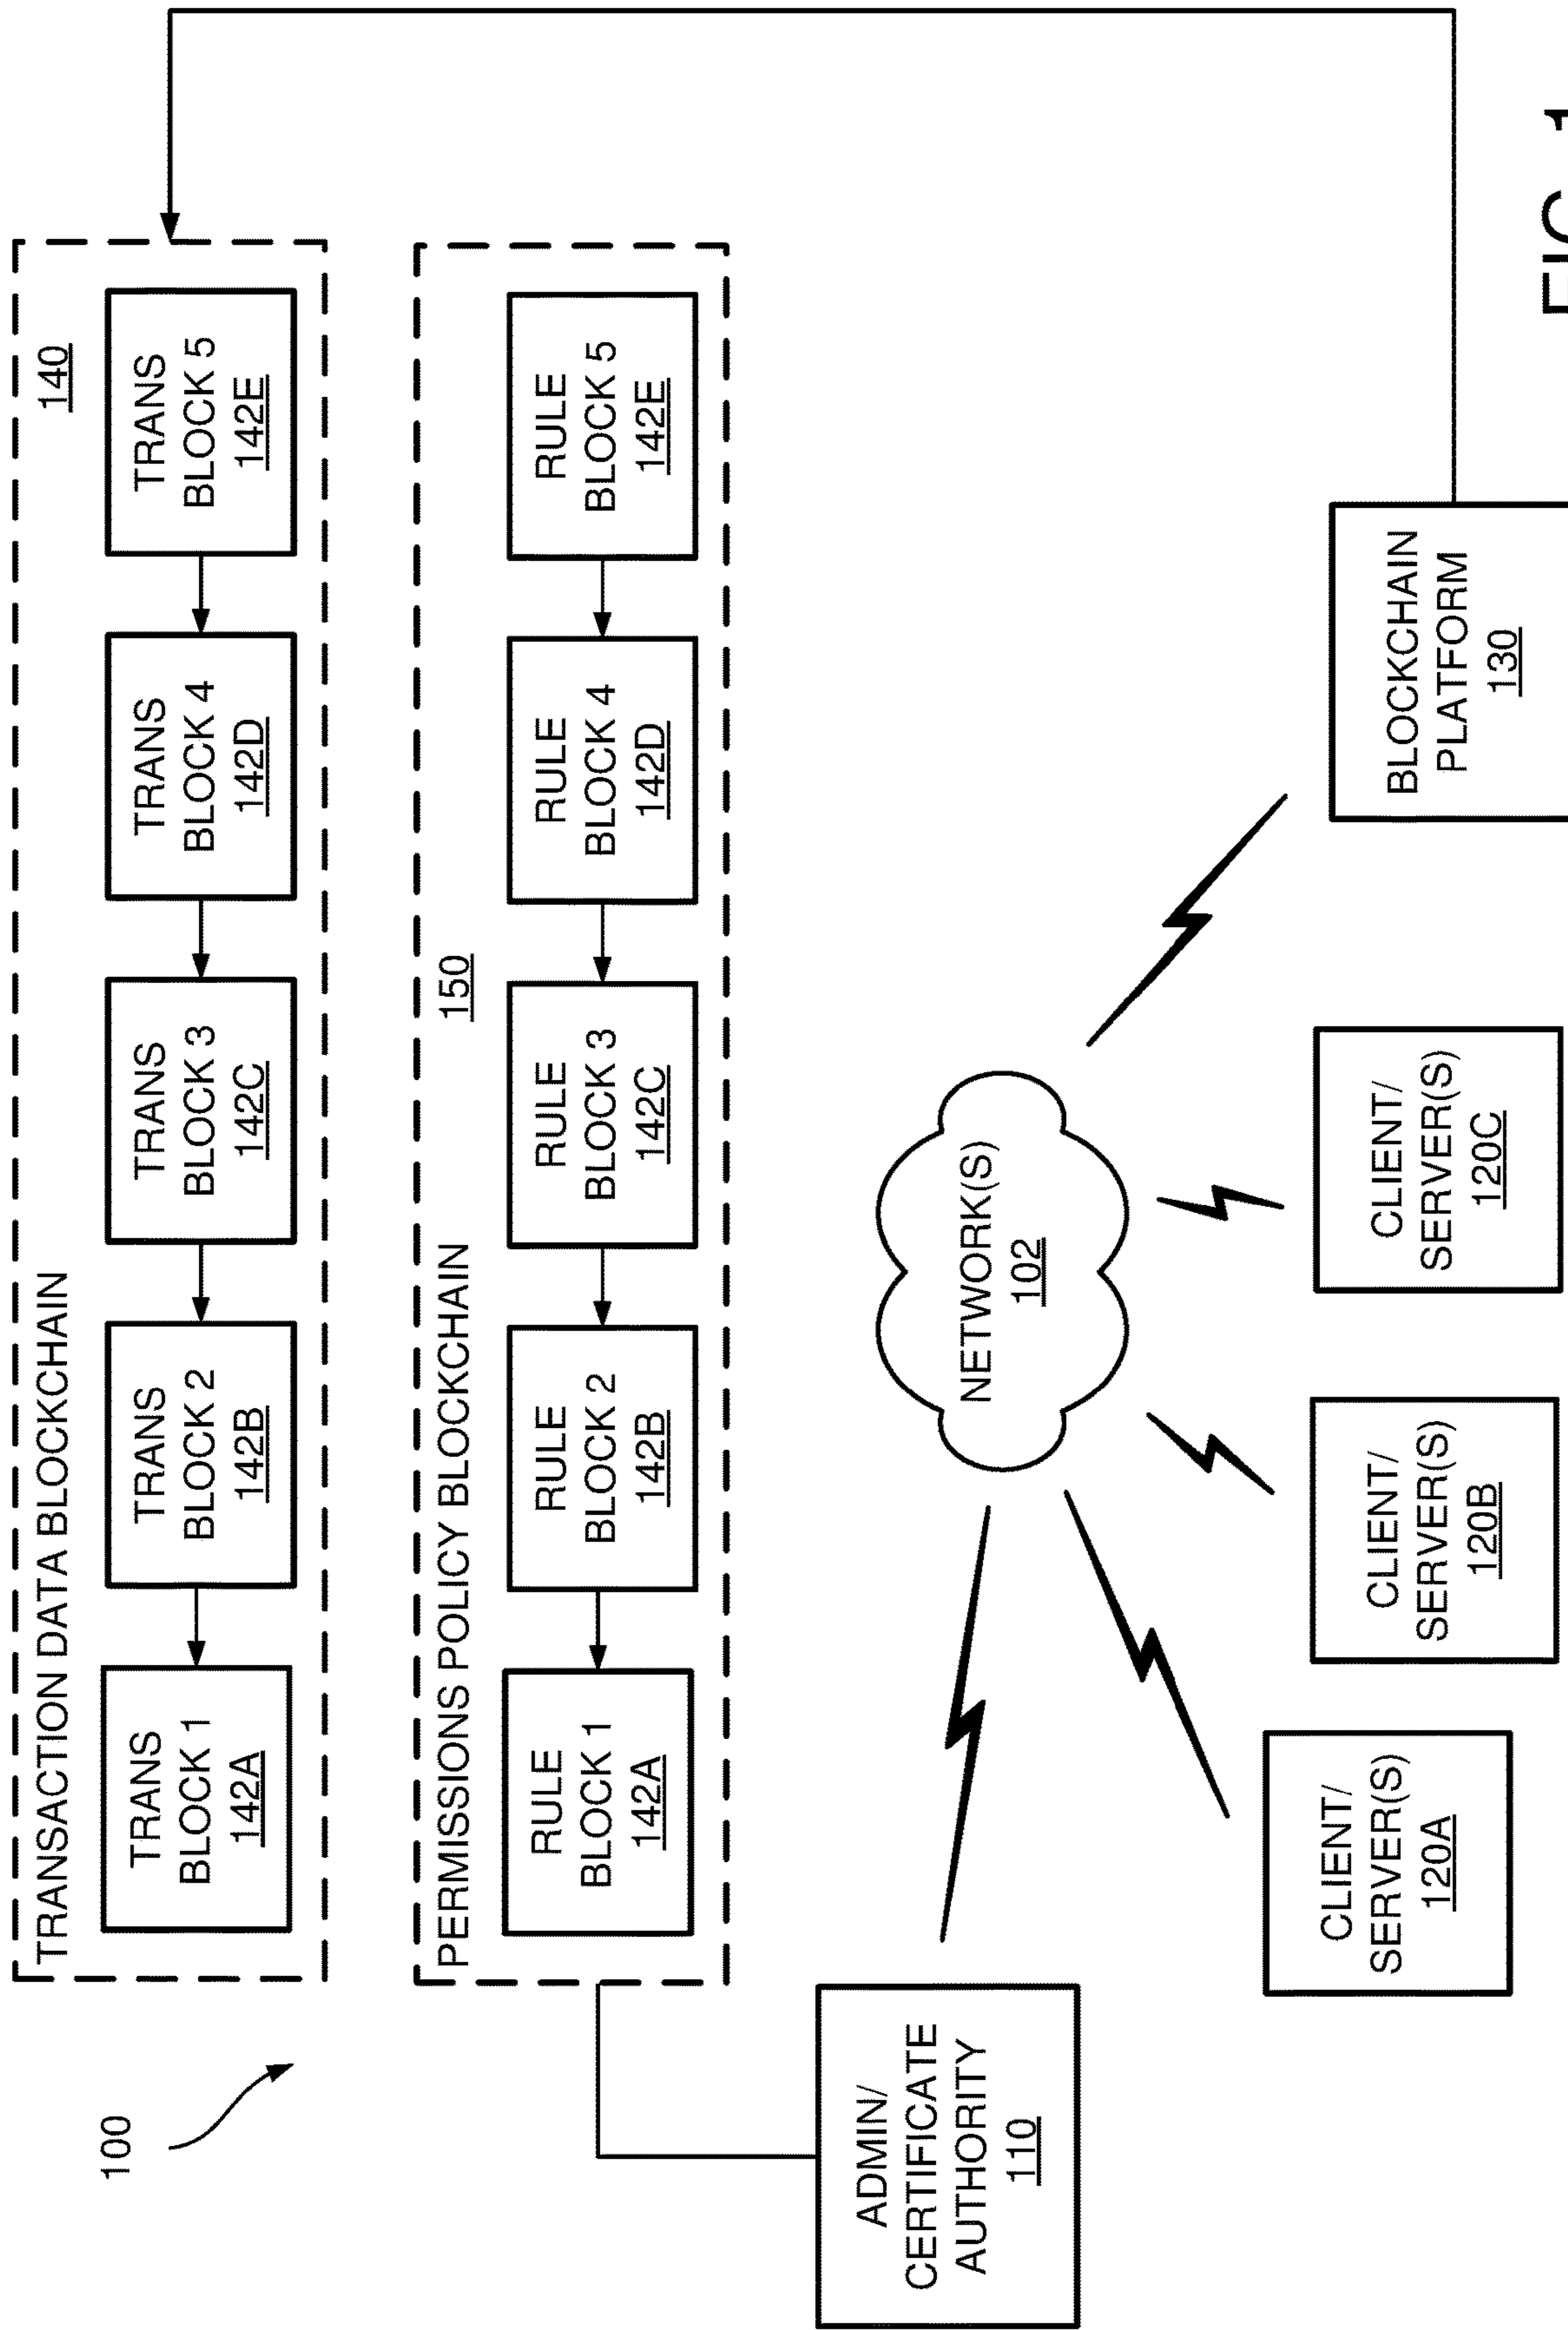 100
TRANSACTION DATA BLOCKCHAIN
140
TRANS
BLOCK 1
142A
TRANS
BLOCK 2
142B
TRANS
BLOCK 3
142C
TRANS
BLOCK 4
142D
TRANS
BLOCK 5
142E
PERMISSIONS POLICY BLOCKCHAIN
150
RULE
BLOCK 1
142A
RULE
BLOCK 2
142B
RULE
BLOCK 3
142C
RULE
BLOCK 4
142D
RULE
BLOCK 5
142E
ADMIN/
CERTIFICATE
AUTHORITY
110
NETWORK(S)
102
CLIENT/
SERVER(S)
120A
CLIENT/
SERVER(S)
120B
CLIENT/
SERVER(S)
120C
BLOCKCHAIN
PLATFORM
130